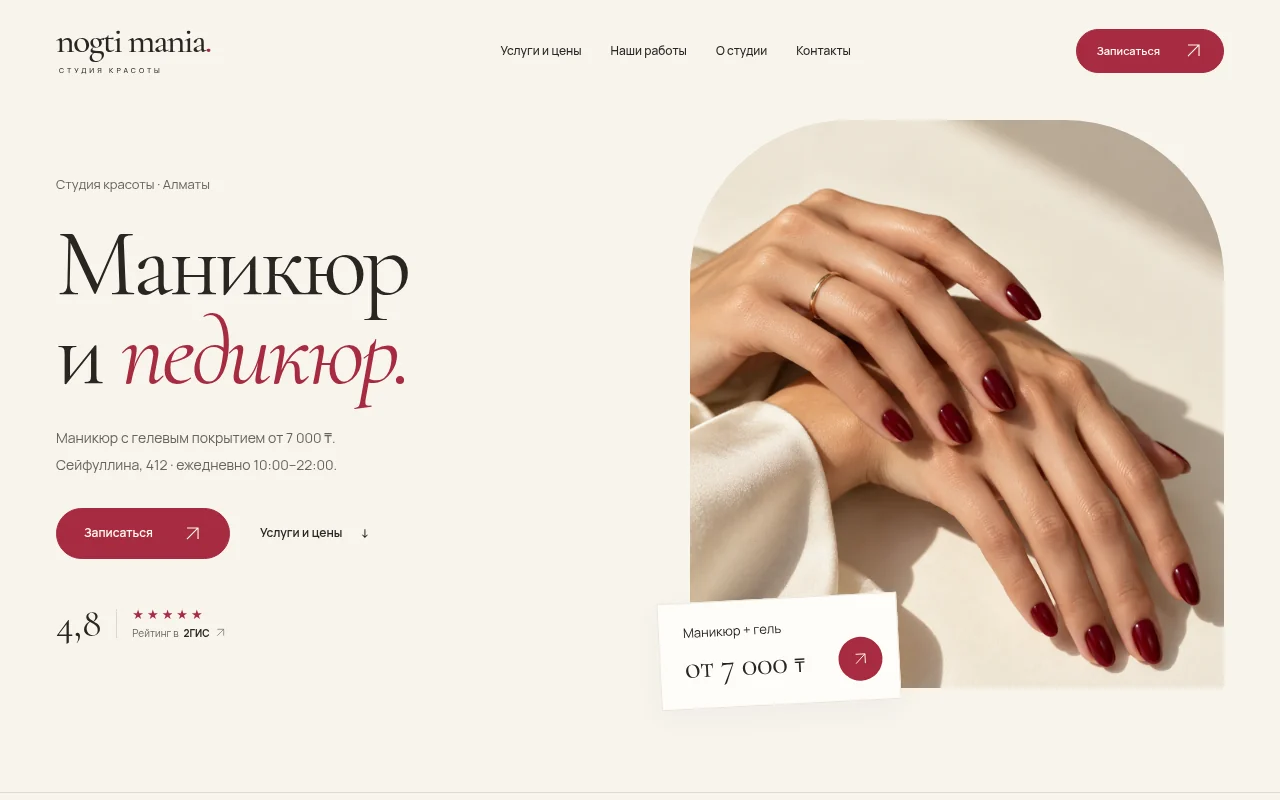 nogti mania.
СТУДИЯ КРАСОТЫ
Услуги и цены
Наши работы
О студии
Контакты
Записаться
Студия красоты · Алматы
Маникюр
и педикюр.
Маникюр с гелевым покрытием от 7 000 ₸.
Сейфуллина, 412 · ежедневно 10:00–22:00.
Записаться
Услуги и цены ↓
4,8
★★★★★
Рейтинг в 2ГИС
Маникюр + гель
от 7 000 ₸